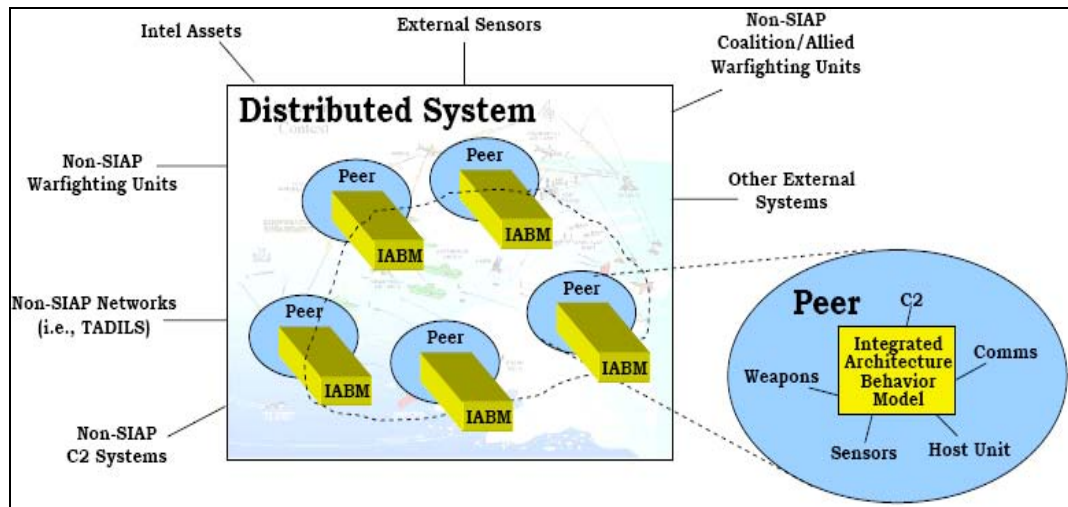 Intel Assets
External Sensors
Non-SIAP
Coalition/Allied
Warfighting Units
Distributed System
Context
Non-SIAP
Warfighting Units
Peer
IABM
Peer
IABM
Other External
Systems
Non-SIAP Networks
(i.e., TADILS)
Peer
IABM
Peer
IABM
Peer
IABM
Non-SIAP
C2 Systems
Peer
C2
Integrated
Architecture
Behavior
Model
Comms
Weapons
Sensors
Host Unit